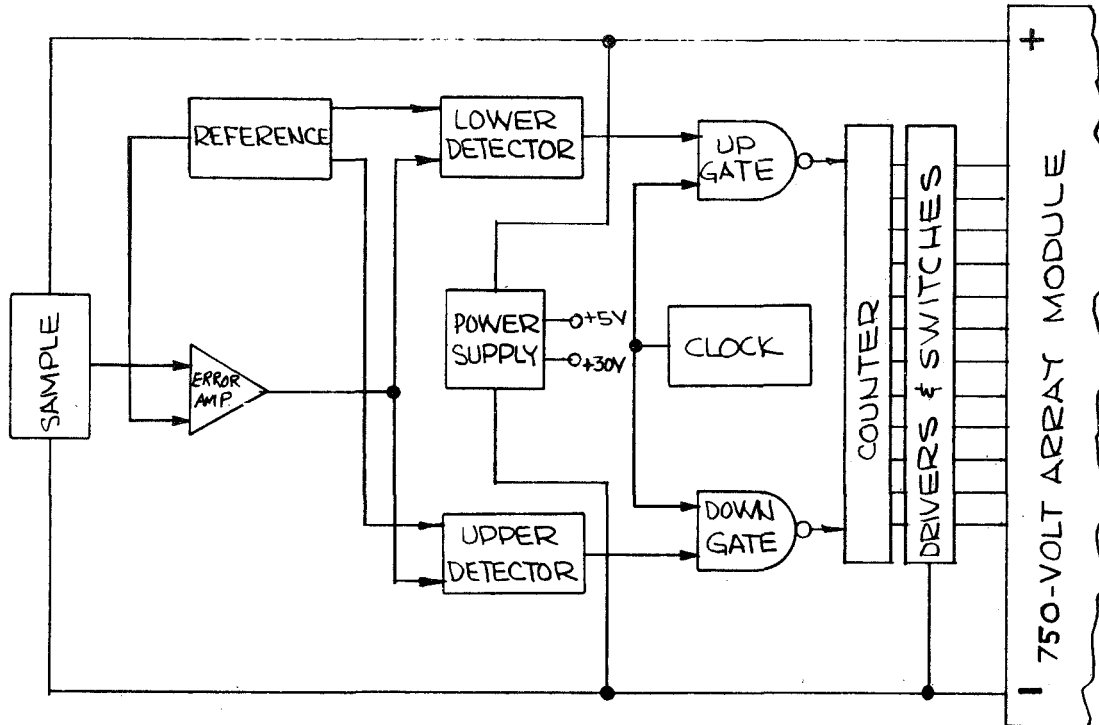 REFERENCE
LOWER
DETECTOR
UP
GATE
SAMPLE
ERROR
AMP.
POWER
SUPPLY
+5V
+30V
CLOCK
COUNTER
DRIVERS & SWITCHES
UPPER
DETECTOR
DOWN
GATE
+
750-VOLT ARRAY MODULE
-